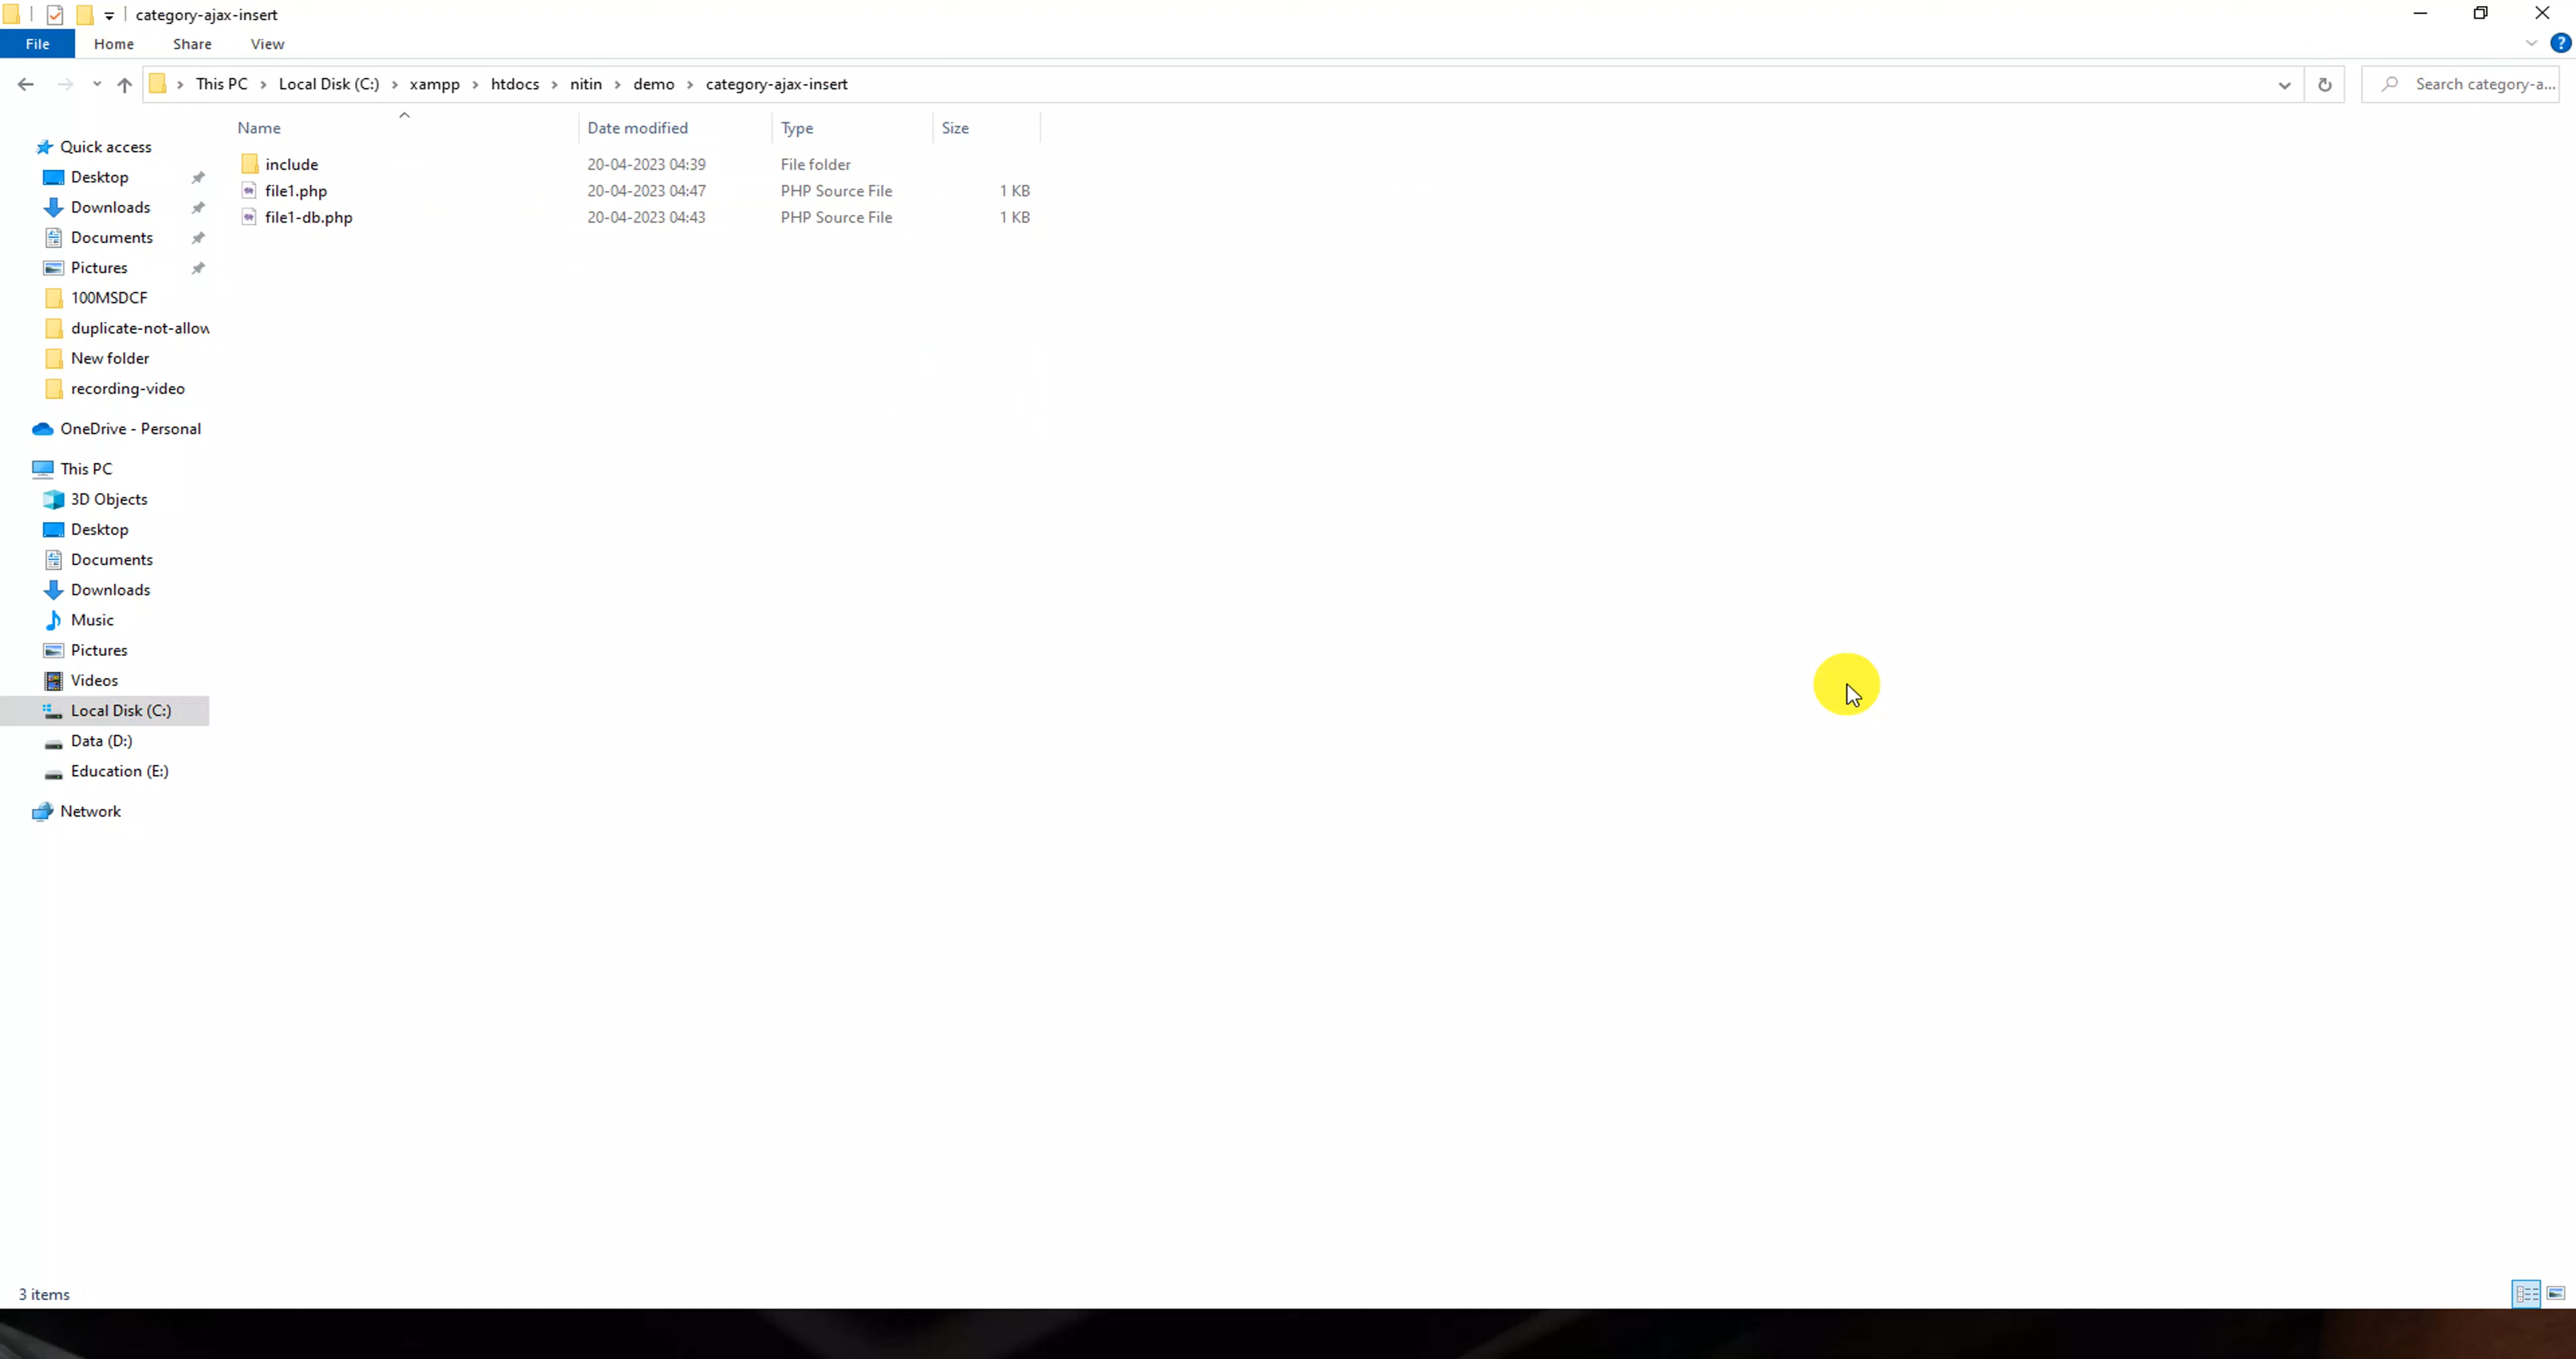 category-ajax-insert
File Home Share View
This PC Local Disk (C:) xampp htdocs nitin demo category-ajax-insert Search category-a...
Name Date modified Type Size
include 20-04-2023 04:39 File folder
file1.php 20-04-2023 04:47 PHP Source File 1 KB
file1-db.php 20-04-2023 04:43 PHP Source File 1 KB
Quick access
Desktop
Downloads
Documents
Pictures
100MSDCF
duplicate-not-allow
New folder
recording-video
OneDrive - Personal
This PC
3D Objects
Desktop
Documents
Downloads
Music
Pictures
Videos
Local Disk (C:)
Data (D:)
Education (E:)
Network
3 items